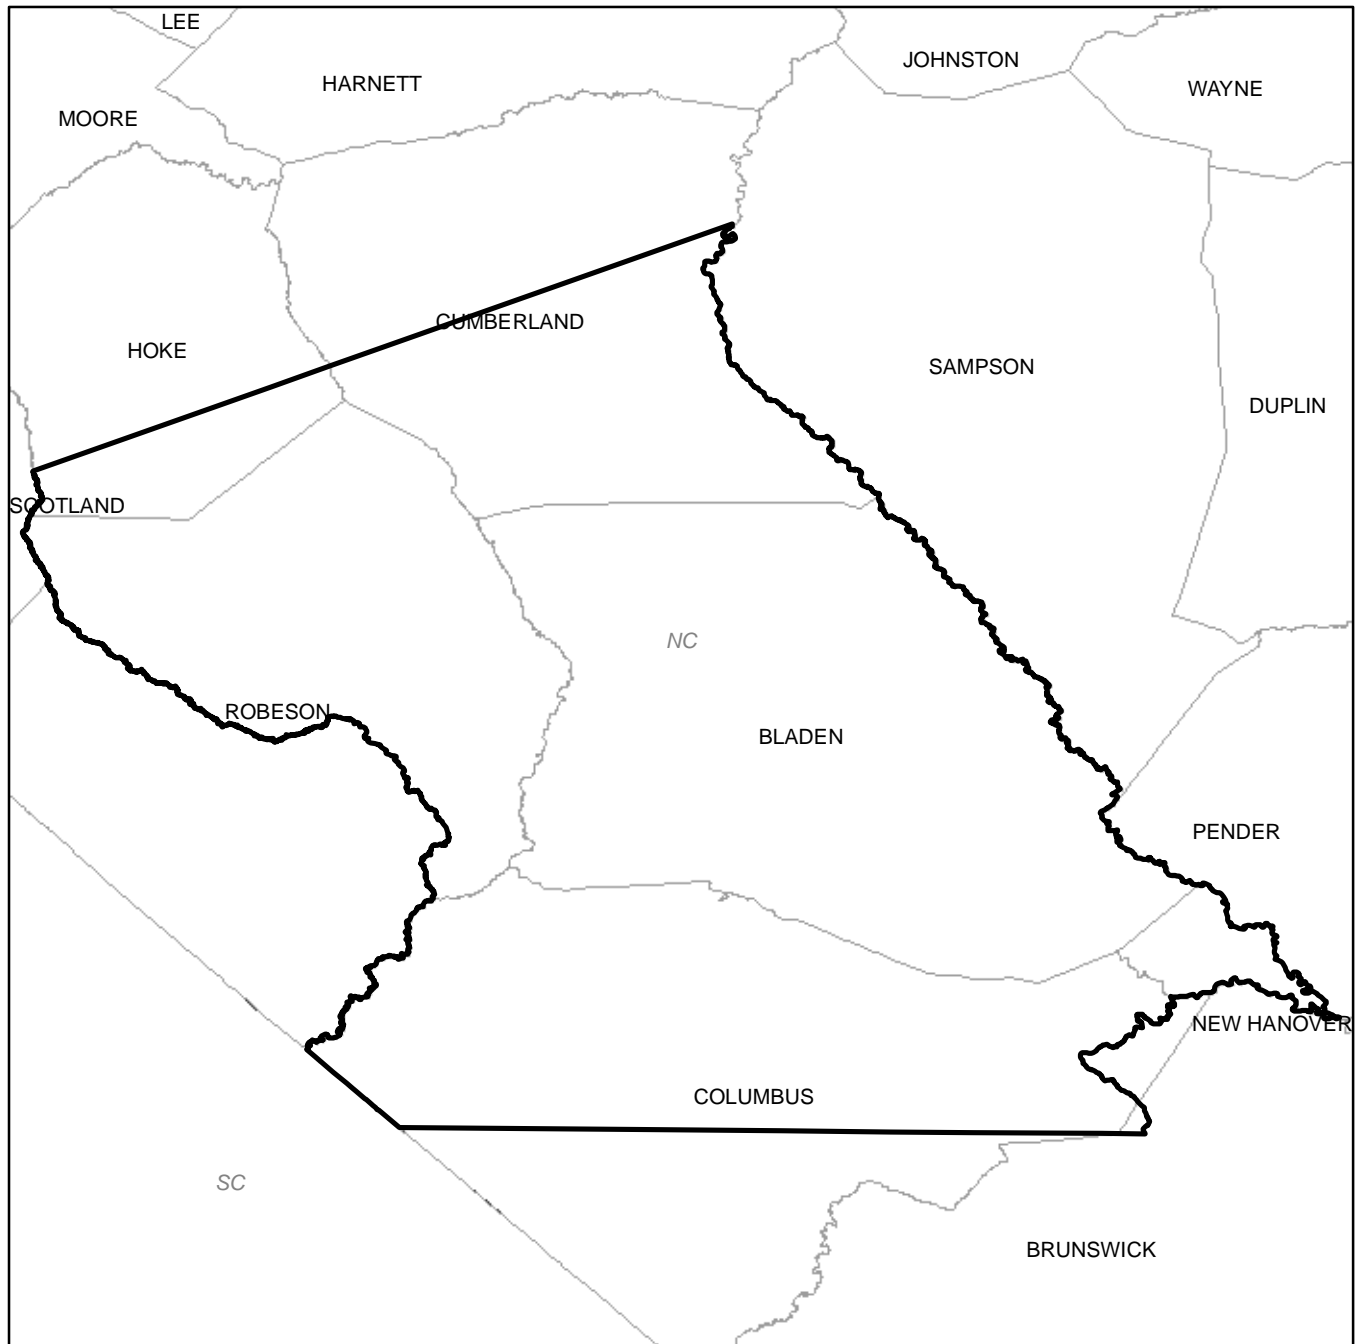 LEE
JOHNSTON
HARNETT
WAYNE
MOORE
CUMBERLAND
HOKE
SAMPSON
DUPLIN
SCOTLAND
NC
ROBESON
BLADEN
PENDER
NEW HANOVER
COLUMBUS
SC
BRUNSWICK